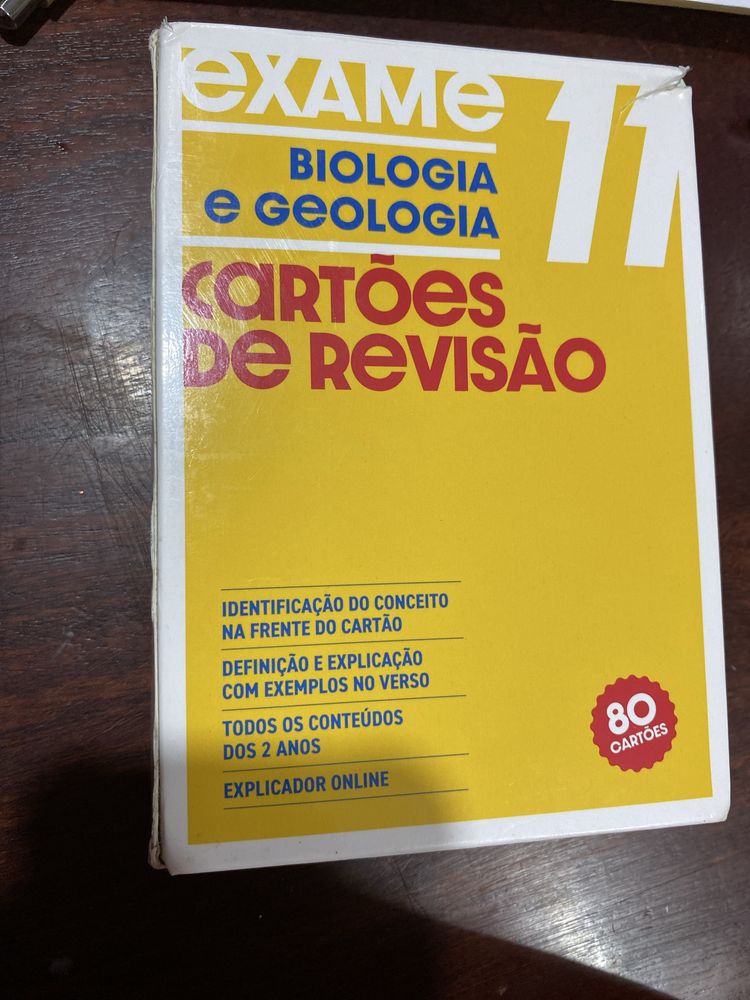 exame 11
BIOLOGIA
e GeOLOGIA
CARTÕES
DE REVISÃO
IDENTIFICAÇÃO DO CONCEITO
NA FRENTE DO CARTÃO
DEFINIÇÃO E EXPLICAÇÃO
COM EXEMPLOS NO VERSO
TODOS OS CONTEÚDOS
DOS 2 ANOS
EXPLICADOR ONLINE
80
CARTÕES